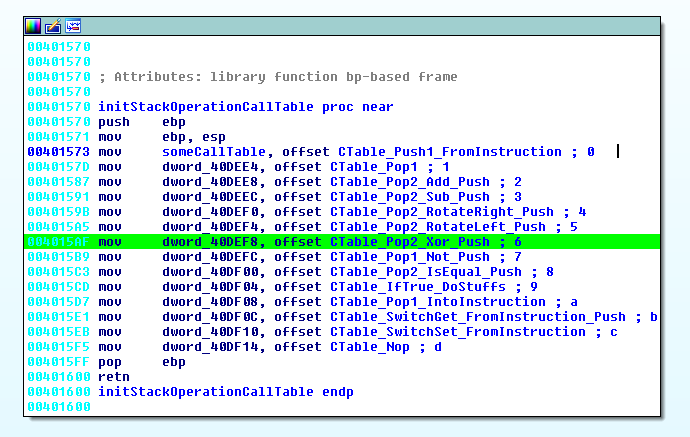 00401570
00401570
00401570 ; Attributes: library function bp-based frame
00401570
00401570 initStackOperationCallTable proc near
00401570 push ebp
00401571 mov ebp, esp
00401573 mov someCallTable, offset CTable_Push1_FromInstruction ; 0
0040157D mov dword_40DEE4, offset CTable_Pop1 ; 1
00401587 mov dword_40DEE8, offset CTable_Pop2_Add_Push ; 2
00401591 mov dword_40DEEC, offset CTable_Pop2_Sub_Push ; 3
0040159B mov dword_40DEF0, offset CTable_Pop2_RotateRight_Push ; 4
004015A5 mov dword_40DEF4, offset CTable_Pop2_RotateLeft_Push ; 5
004015AF mov dword_40DEF8, offset CTable_Pop2_Xor_Push ; 6
004015B9 mov dword_40DEFC, offset CTable_Pop1_Not_Push ; 7
004015C3 mov dword_40DF00, offset CTable_Pop2_IsEqual_Push ; 8
004015CD mov dword_40DF04, offset CTable_IfTrue_DoStuffs ; 9
004015D7 mov dword_40DF08, offset CTable_Pop1_IntoInstruction ; a
004015E1 mov dword_40DF0C, offset CTable_SwitchGet_FromInstruction_Push ; b
004015EB mov dword_40DF10, offset CTable_SwitchSet_FromInstruction ; c
004015F5 mov dword_40DF14, offset CTable_Nop ; d
004015FF pop ebp
00401600 retn
00401600 initStackOperationCallTable endp
00401600